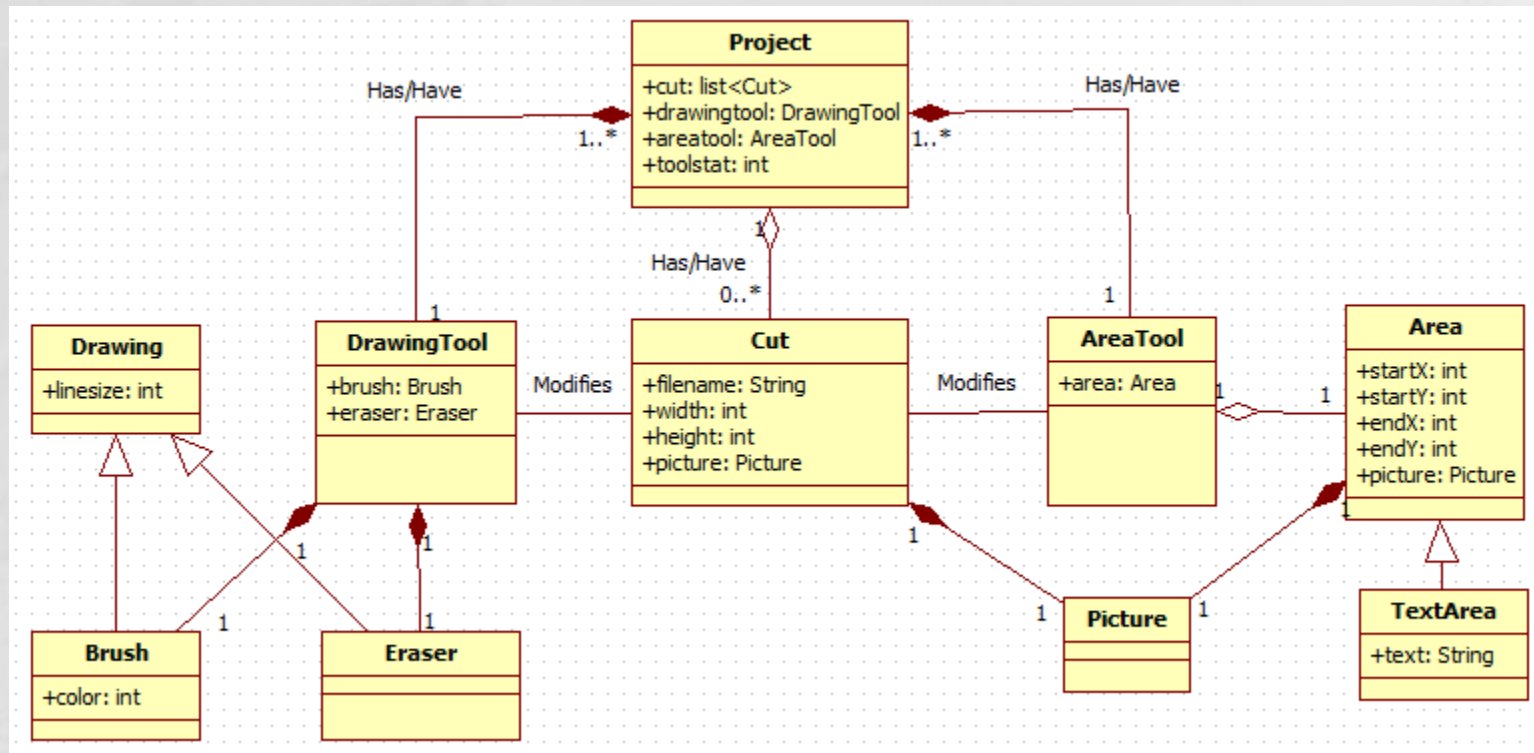 Project
+cut: list<Cut>
+drawingtool: DrawingTool
+areatool: AreaTool
+toolstat: int
Has/Have
1..*
Has/Have
1..*
1
Has/Have
0..*
1
1
Drawing
+linesize: int
DrawingTool
+brush: Brush
+eraser: Eraser
Modifies
Cut
+filename: String
+width: int
+height: int
+picture: Picture
Modifies
AreaTool
+area: Area
1
1
Area
+startX: int
+startY: int
+endX: int
+endY: int
+picture: Picture
1
1
1
1
1
1
1
1
Brush
+color: int
Eraser
Picture
TextArea
+text: String